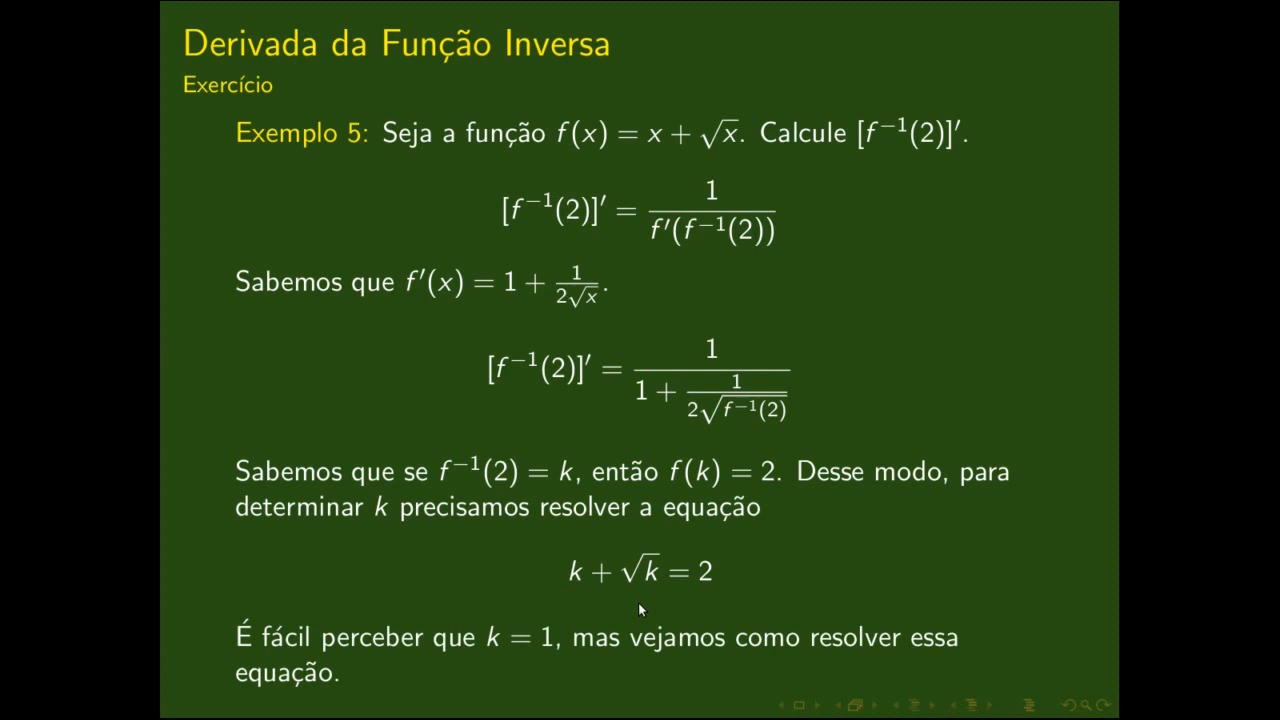 Derivada da Função Inversa
Exercício
Exemplo 5: Seja a função f(x) = x + √x. Calcule [f⁻¹(2)]′.
[f⁻¹(2)]′ = 1 / f′(f⁻¹(2))
Sabemos que f′(x) = 1 + 1/(2√x).
[f⁻¹(2)]′ = 1 / (1 + 1/(2√(f⁻¹(2))))
Sabemos que se f⁻¹(2) = k, então f(k) = 2. Desse modo, para
determinar k precisamos resolver a equação
k + √k = 2
É fácil perceber que k = 1, mas vejamos como resolver essa
equação.